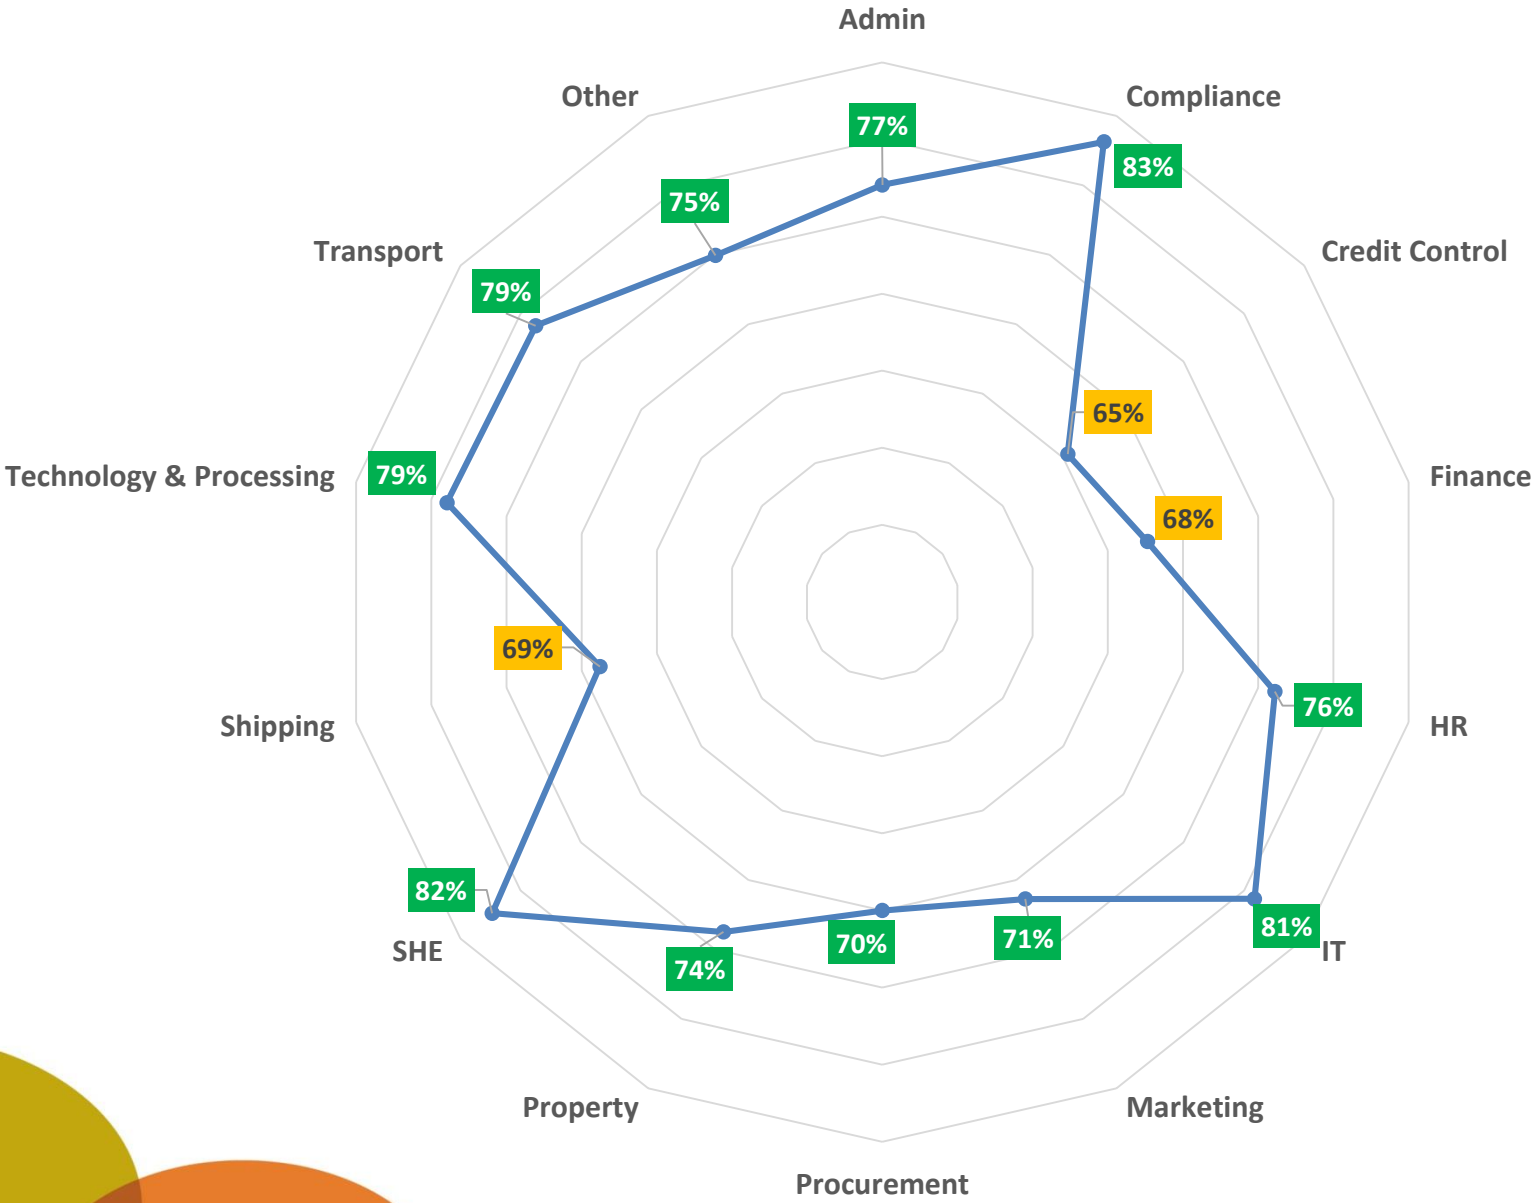 Admin
Other
Compliance
77%
83%
75%
Transport
Credit Control
79%
65%
Technology & Processing
79%
Finance
68%
69%
Shipping
76%
HR
82%
SHE
74%
70%
71%
81%
IT
Property
Marketing
Procurement